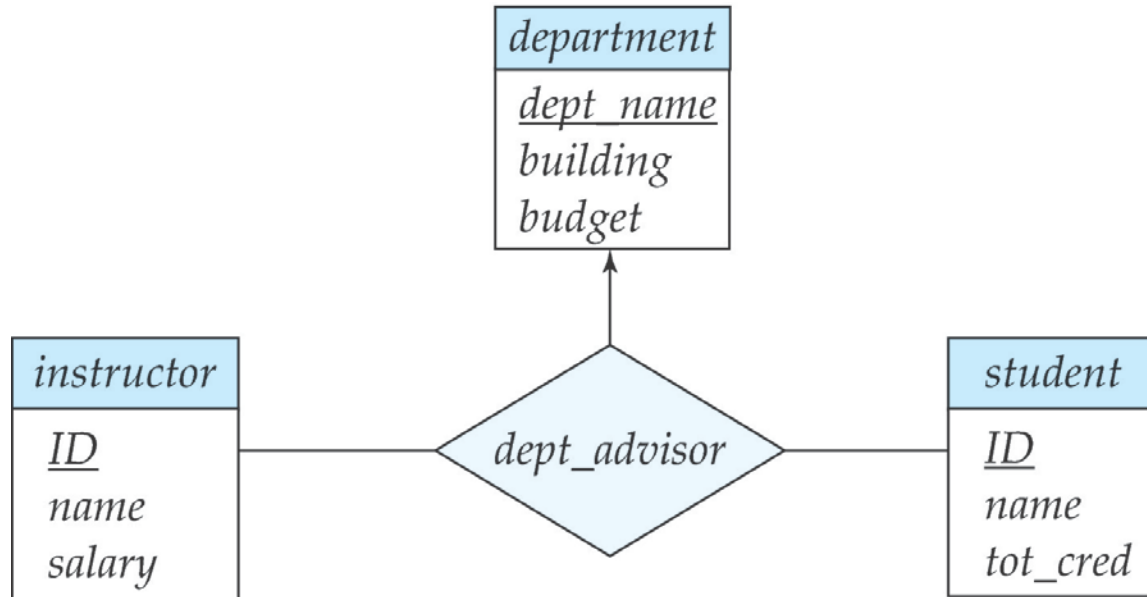 department
dept_name
building
budget
instructor
ID
name
salary
dept_advisor
student
ID
name
tot_cred